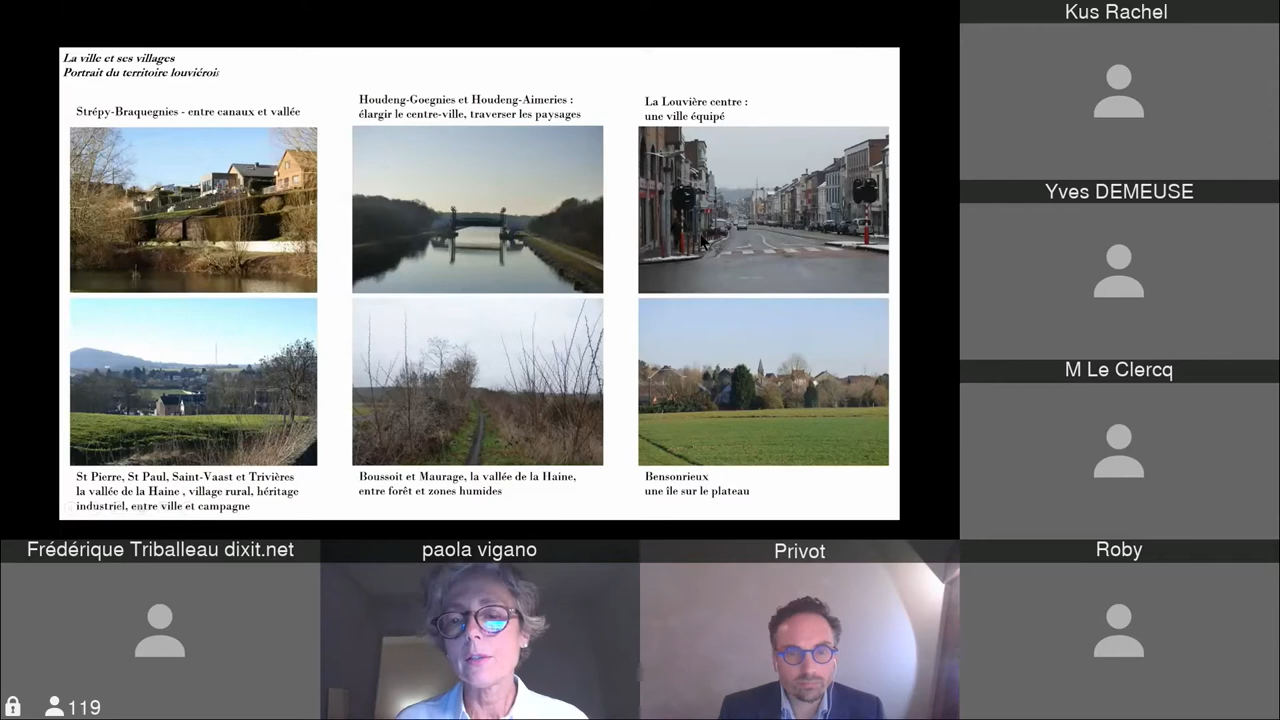 La ville et ses villages
Portrait du territoire louviérois
Strépy-Braquegnies - entre canaux et vallée
Houdeng-Goegnies et Houdeng-Aimeries :
élargir le centre-ville, traverser les paysages
La Louvière centre :
une ville équipé
St Pierre, St Paul, Saint-Vaast et Trivières
la vallée de la Haine , village rural, héritage
industriel, entre ville et campagne
Boussoit et Maurage, la vallée de la Haine,
entre forêt et zones humides
Bensonrieux
une île sur le plateau
Kus Rachel
Yves DEMEUSE
M Le Clercq
Frédérique Triballeau dixit.net
paola vigano
Privot
Roby
119